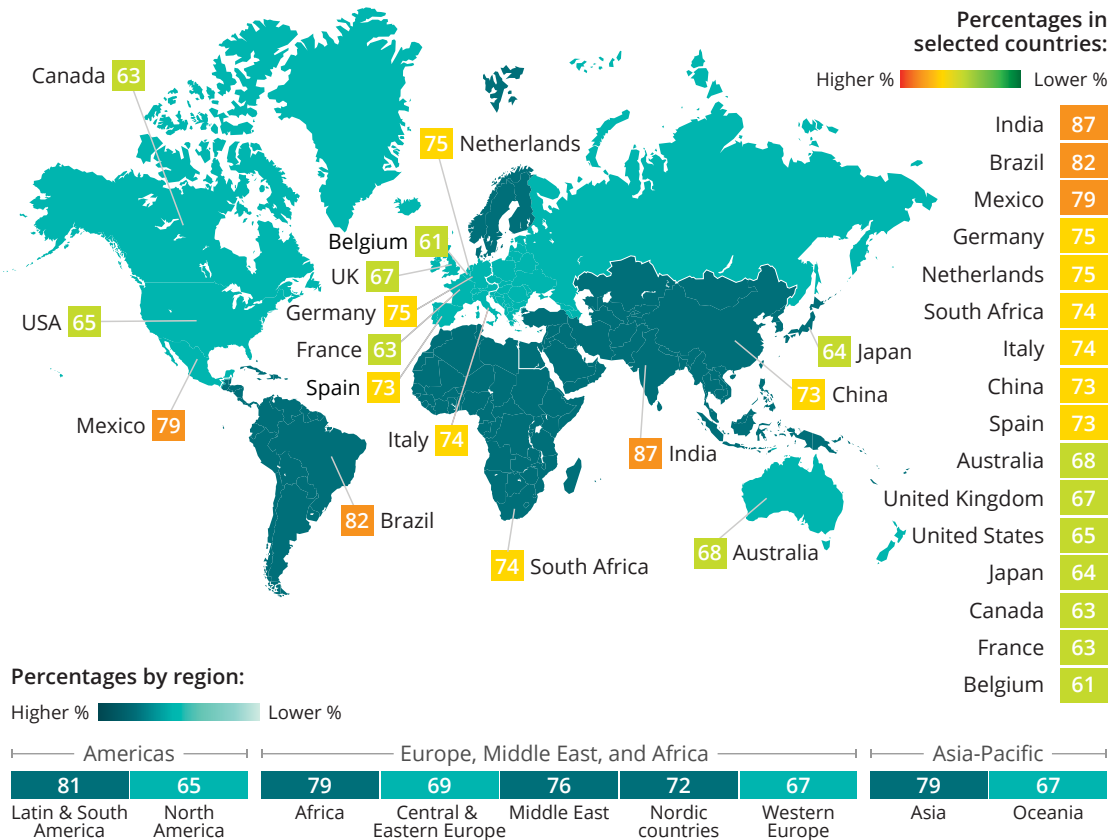 Percentages in
selected countries:
Higher %
Lower %
Canada 63
75 Netherlands
Belgium 61
UK 67
Germany 75
USA 65
France 63
Spain 73
Mexico 79
Italy 74
64 Japan
73 China
87 India
82 Brazil
74 South Africa
68 Australia
India 87
Brazil 82
Mexico 79
Germany 75
Netherlands 75
South Africa 74
Italy 74
China 73
Spain 73
Australia 68
United Kingdom 67
United States 65
Japan 64
Canada 63
France 63
Belgium 61
Percentages by region:
Higher %
Lower %
Americas
81
Latin & South
America
65
North
America
Europe, Middle East, and Africa
79
Africa
69
Central &
Eastern Europe
76
Middle East
72
Nordic
countries
67
Western
Europe
Asia-Pacific
79
Asia
67
Oceania